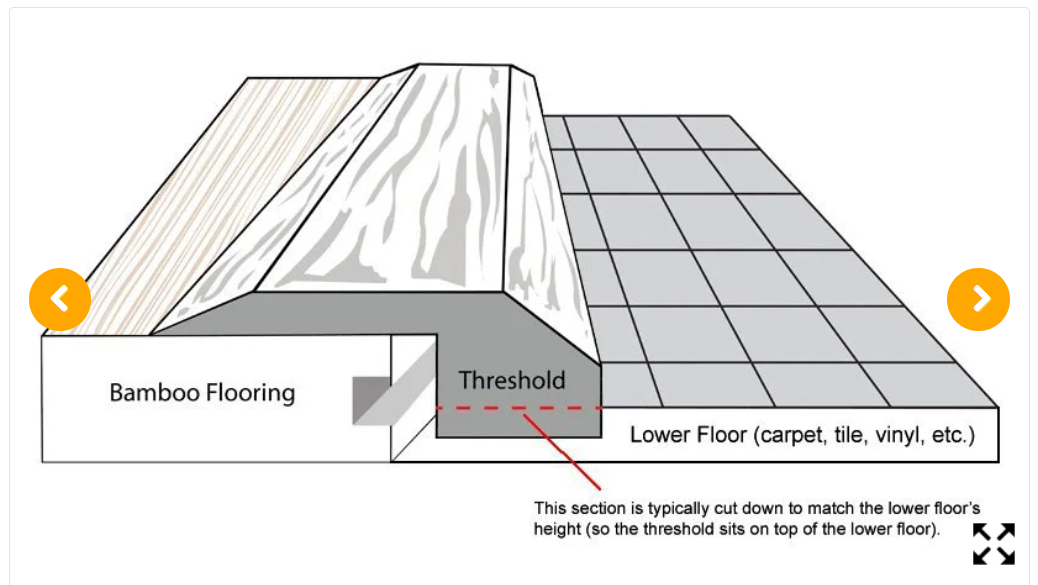 Bamboo Flooring
Threshold
Lower Floor (carpet, tile, vinyl, etc.)
This section is typically cut down to match the lower floor's
height (so the threshold sits on top of the lower floor).